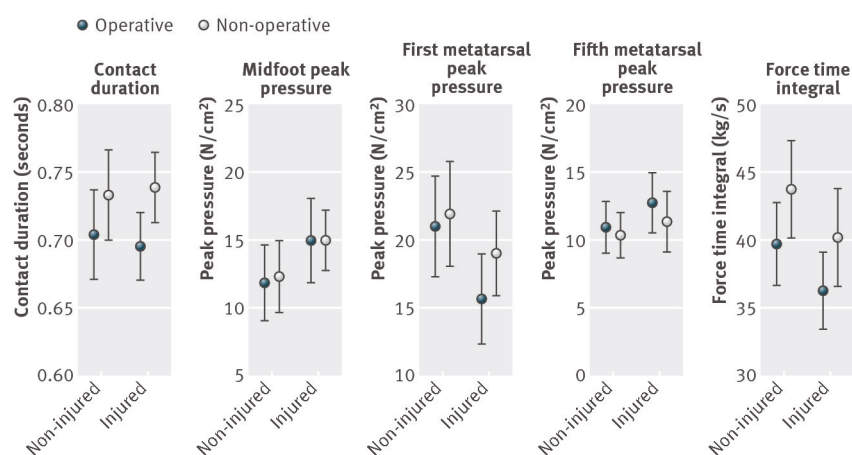 Operative Non-operative
Contact
duration
Contact duration (seconds)
0.80
0.75
0.70
0.65
0.60
Non-injured
Injured
Midfoot peak
pressure
Peak pressure (N/cm²)
25
20
15
10
5
Non-injured
Injured
First metatarsal
peak
pressure
Peak pressure (N/cm²)
30
25
20
15
10
Non-injured
Injured
Fifth metatarsal
peak
pressure
Peak pressure (N/cm²)
20
15
10
5
0
Non-injured
Injured
Force time
integral
Force time integral (kg/s)
50
45
40
35
30
Non-injured
Injured